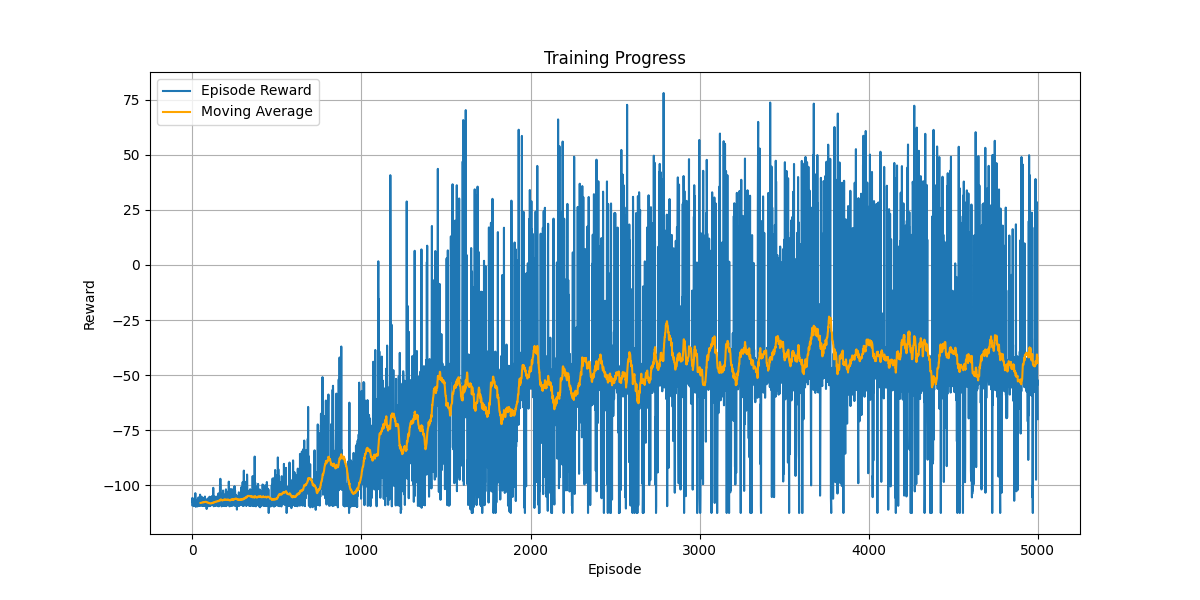 Training Progress
Episode Reward
Moving Average
75
50
25
0
−25
−50
−75
−100
Reward
0
1000
2000
3000
4000
5000
Episode